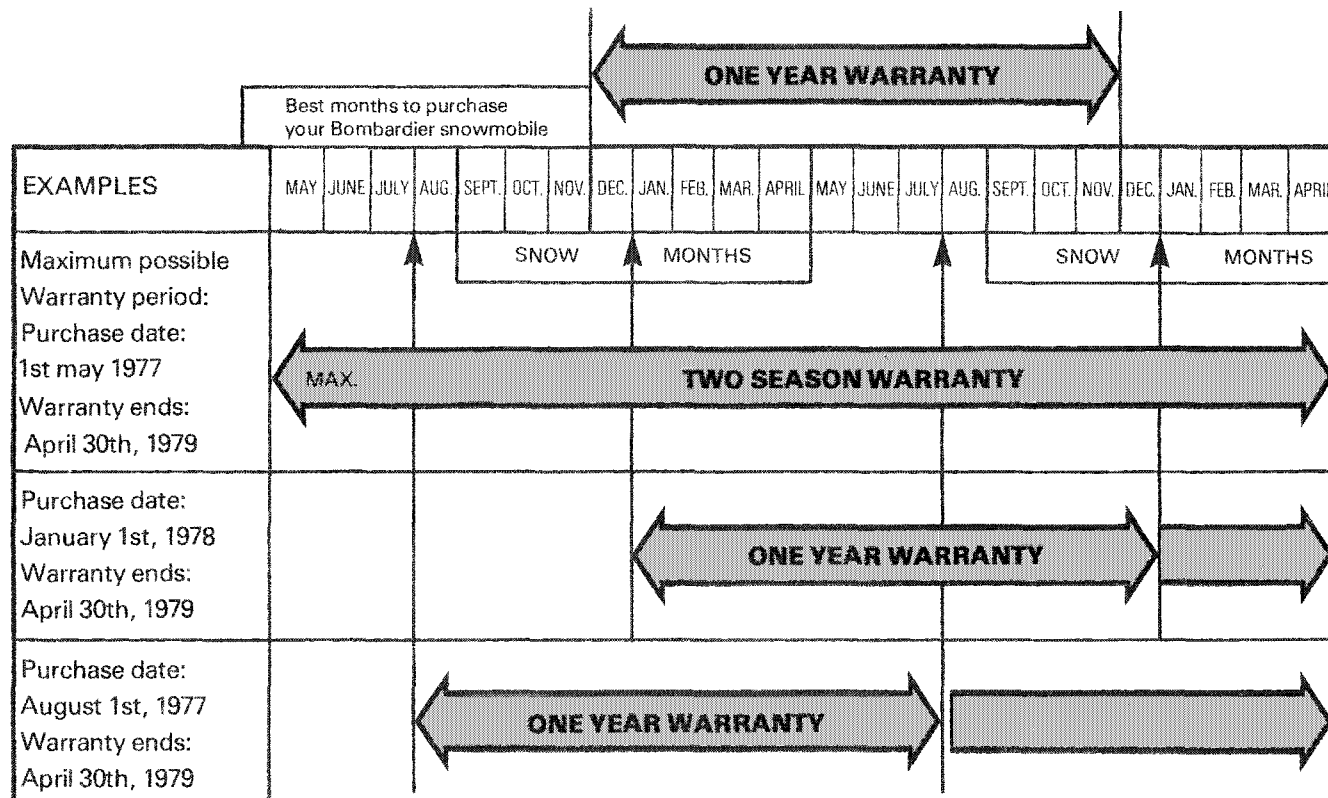 ONE YEAR WARRANTY
Best months to purchase
your Bombardier snowmobile
EXAMPLES MAY JUNE JULY AUG. SEPT. OCT. NOV. DEC. JAN. FEB. MAR. APRIL MAY JUNE JULY AUG. SEPT. OCT. NOV. DEC. JAN. FEB. MAR. APRIL
SNOW MONTHS SNOW MONTHS
Maximum possible
Warranty period:
Purchase date:
1st may 1977
Warranty ends:
April 30th, 1979
MAX. TWO SEASON WARRANTY
Purchase date:
January 1st, 1978
Warranty ends:
April 30th, 1979
ONE YEAR WARRANTY
Purchase date:
August 1st, 1977
Warranty ends:
April 30th, 1979
ONE YEAR WARRANTY